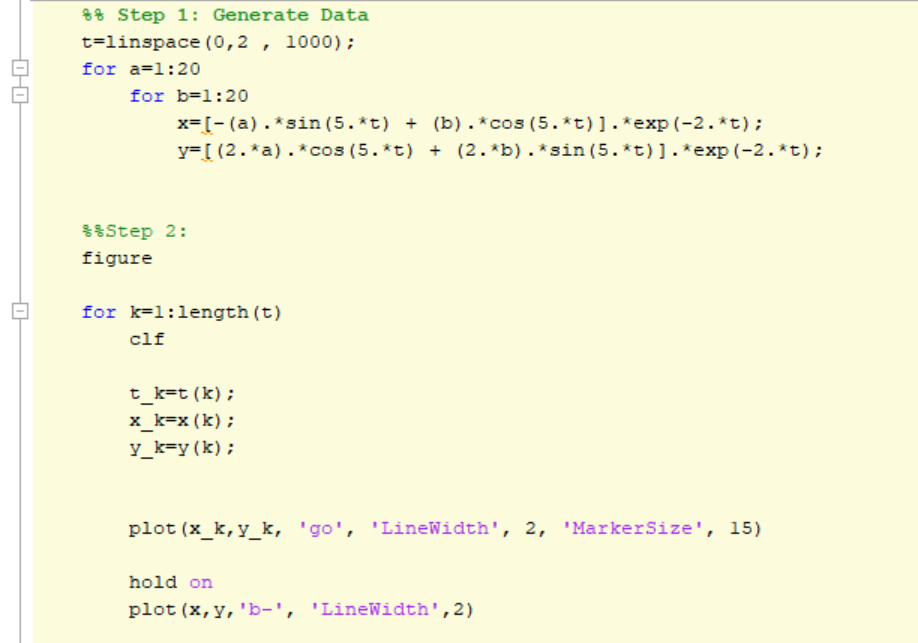 %% Step 1: Generate Data
t=linspace(0,2 , 1000);
for a=1:20
for b=1:20
x=[-(a).*sin(5.*t) + (b).*cos(5.*t)].*exp(-2.*t);
y=[(2.*a).*cos(5.*t) + (2.*b).*sin(5.*t)].*exp(-2.*t);
%%Step 2:
figure
for k=1:length(t)
clf
t_k=t(k);
x_k=x(k);
y_k=y(k);
plot(x_k,y_k, 'go', 'LineWidth', 2, 'MarkerSize', 15)
hold on
plot(x,y,'b-', 'LineWidth',2)